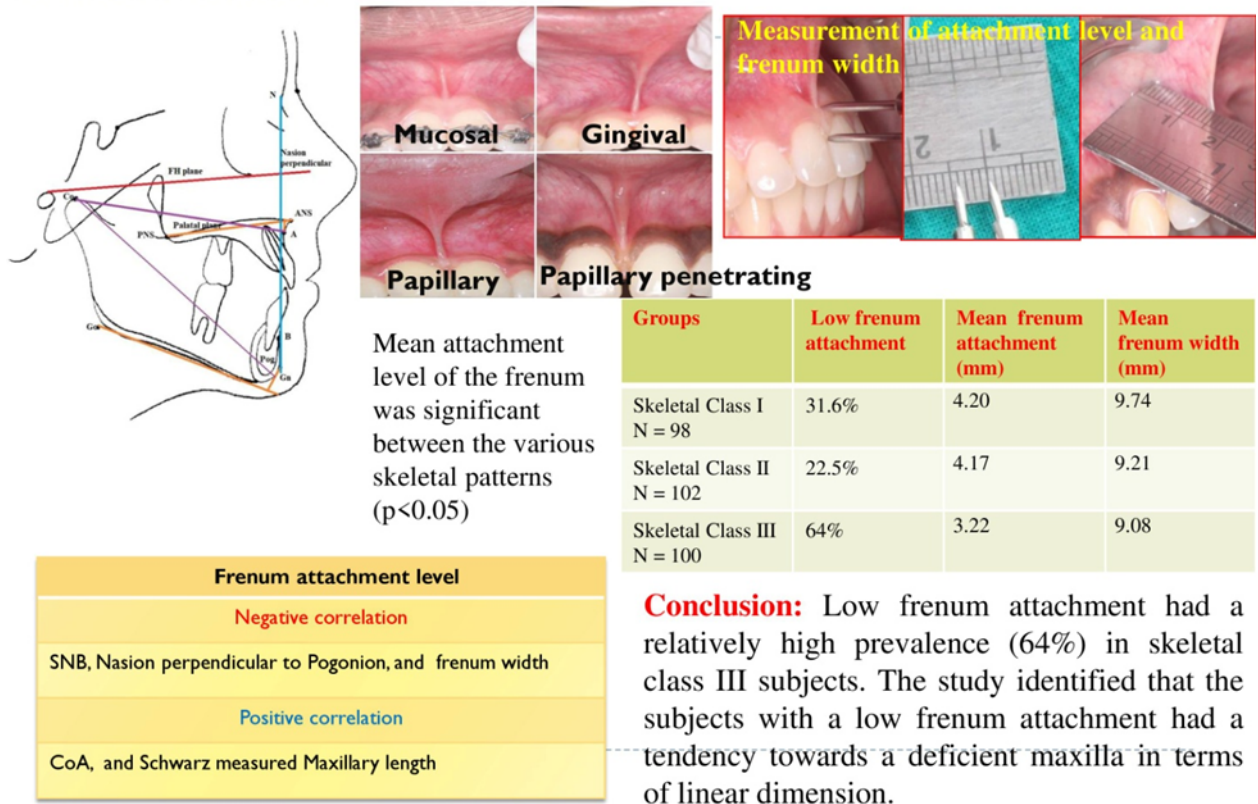 N
Nasion
perpendicular
FH plane
Co
ANS
Palatal plane
PNS
A
Go
B
Pog
Gn
Mucosal
Gingival
Papillary
Papillary penetrating
Measurement of attachment level and
frenum width
2
1
1
2
1
Mean attachment
level of the frenum
was significant
between the various
skeletal patterns
(p<0.05)
Groups
Low frenum
attachment
Mean frenum
attachment
(mm)
Mean
frenum width
(mm)
Skeletal Class I
N = 98
31.6%
4.20
9.74
Skeletal Class II
N = 102
22.5%
4.17
9.21
Skeletal Class III
N = 100
64%
3.22
9.08
Frenum attachment level
Negative correlation
SNB, Nasion perpendicular to Pogonion, and frenum width
Positive correlation
CoA, and Schwarz measured Maxillary length
Conclusion: Low frenum attachment had a
relatively high prevalence (64%) in skeletal
class III subjects. The study identified that the
subjects with a low frenum attachment had a
tendency towards a deficient maxilla in terms
of linear dimension.